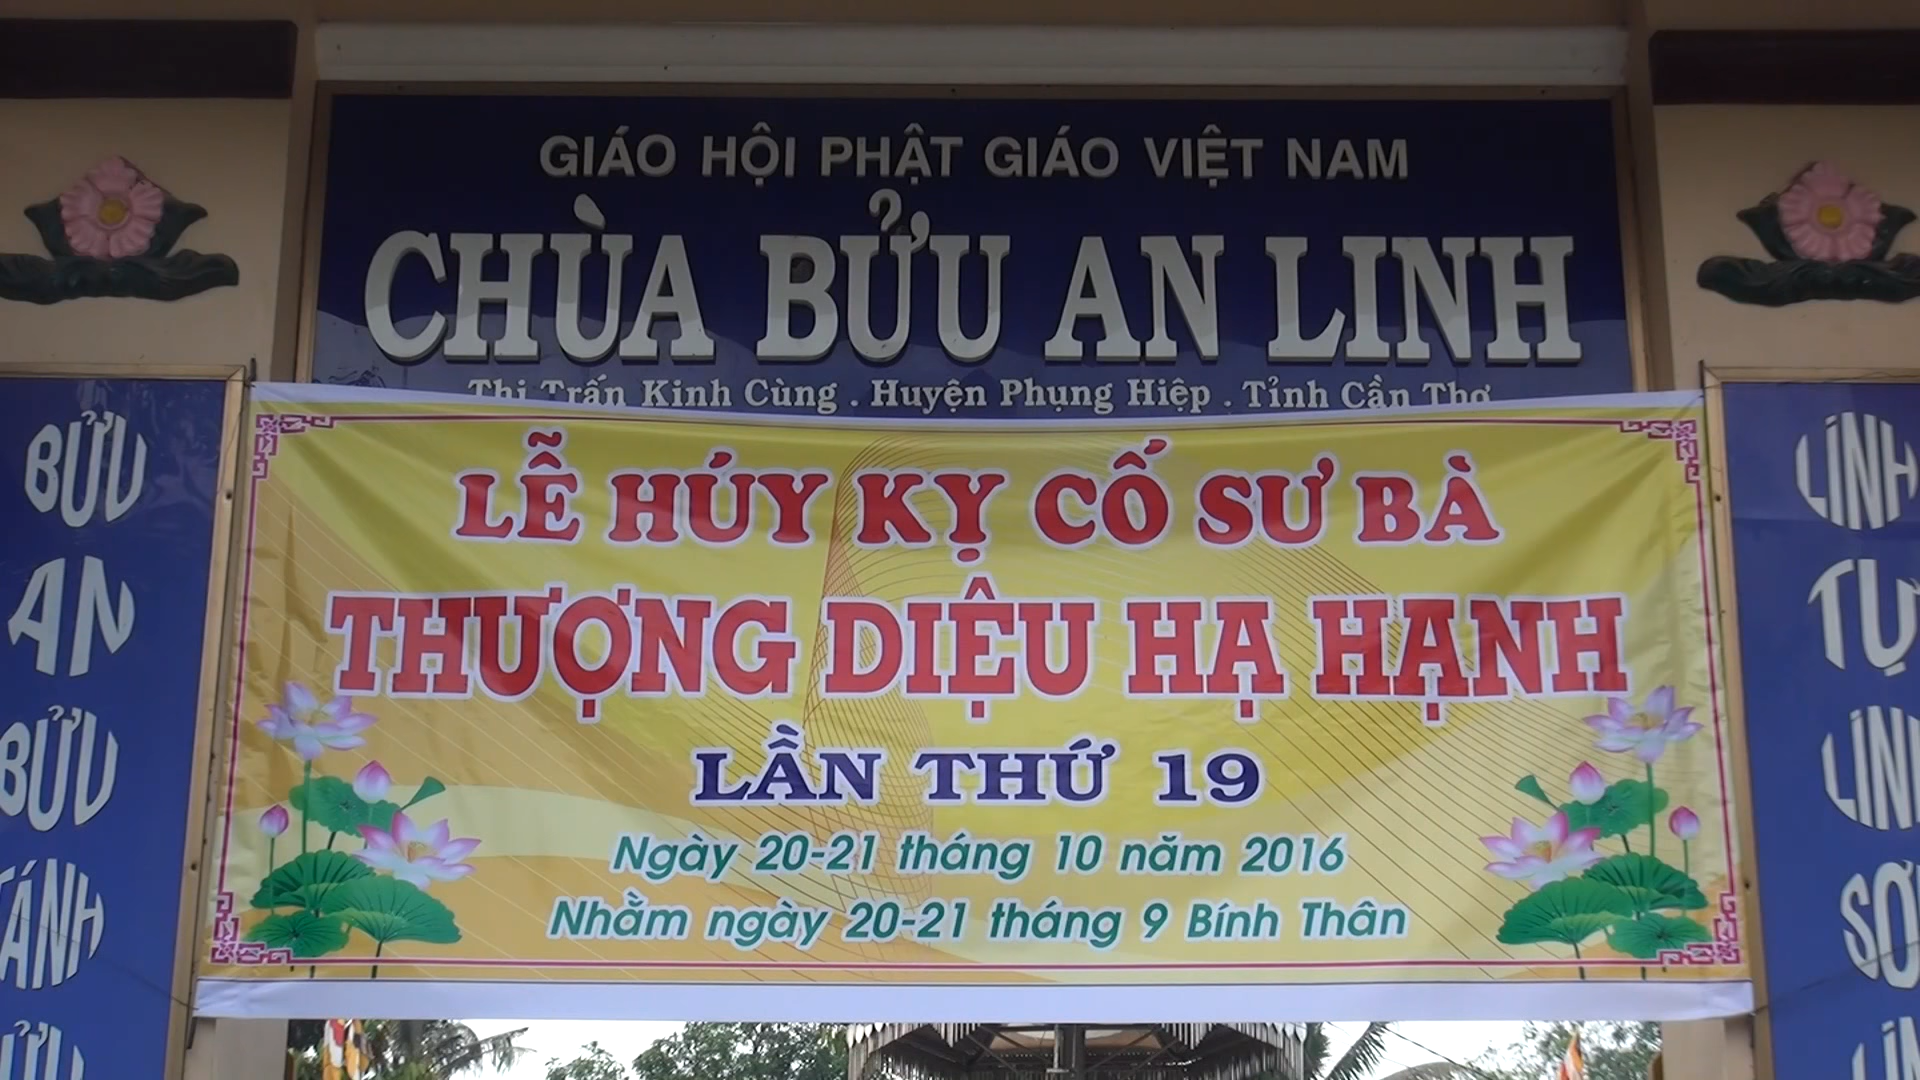 GIÁO HỘI PHẬT GIÁO VIỆT NAM
CHÙA BỬU AN LINH
Thị Trấn Kinh Cùng . Huyện Phụng Hiệp . Tỉnh Cần Thơ
LỄ HÚY KỴ CỐ SƯ BÀ
THƯỢNG DIỆU HẠ HẠNH
LẦN THỨ 19
Ngày 20-21 tháng 10 năm 2016
Nhằm ngày 20-21 tháng 9 Bính Thân
BỬU
AN
BỬU
TÁNH
BỬU
LINH
TỰ
LINH